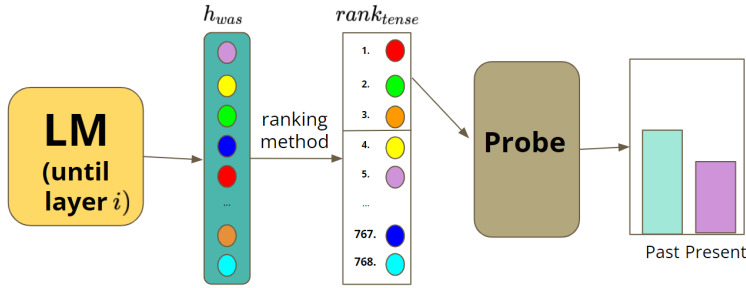 h_was
rank_tense
LM
(until
layer i)
...
ranking
method
1.
2.
3.
4.
5.
...
767.
768.
Probe
Past Present